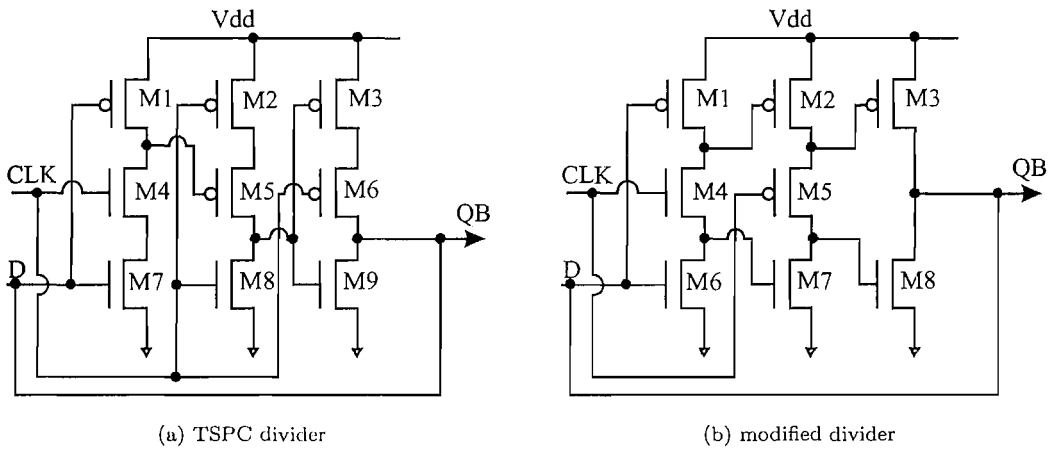 Vdd
M1
M2
M3
CLK
M4
M5
M6
QB
D
M7
M8
M9
(a) TSPC divider
Vdd
M1
M2
M3
CLK
M4
M5
QB
D
M6
M7
M8
(b) modified divider